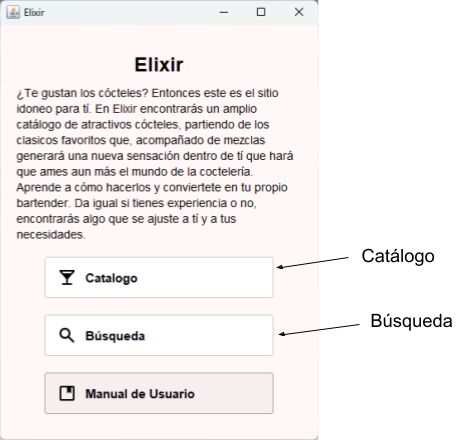 Elixir
Elixir
¿Te gustan los cócteles? Entonces este es el sitio
idoneo para tí. En Elixir encontrarás un amplio
catálogo de atractivos cócteles, partiendo de los
clasicos favoritos que, acompañado de mezclas
generará una nueva sensación dentro de tí que hará
que ames aun más el mundo de la coctelería.
Aprende a cómo hacerlos y conviertete en tu propio
bartender. Da igual si tienes experiencia o no,
encontrarás algo que se ajuste a tí y a tus
necesidades.
Catálogo
Catalogo
Búsqueda
Búsqueda
Manual de Usuario